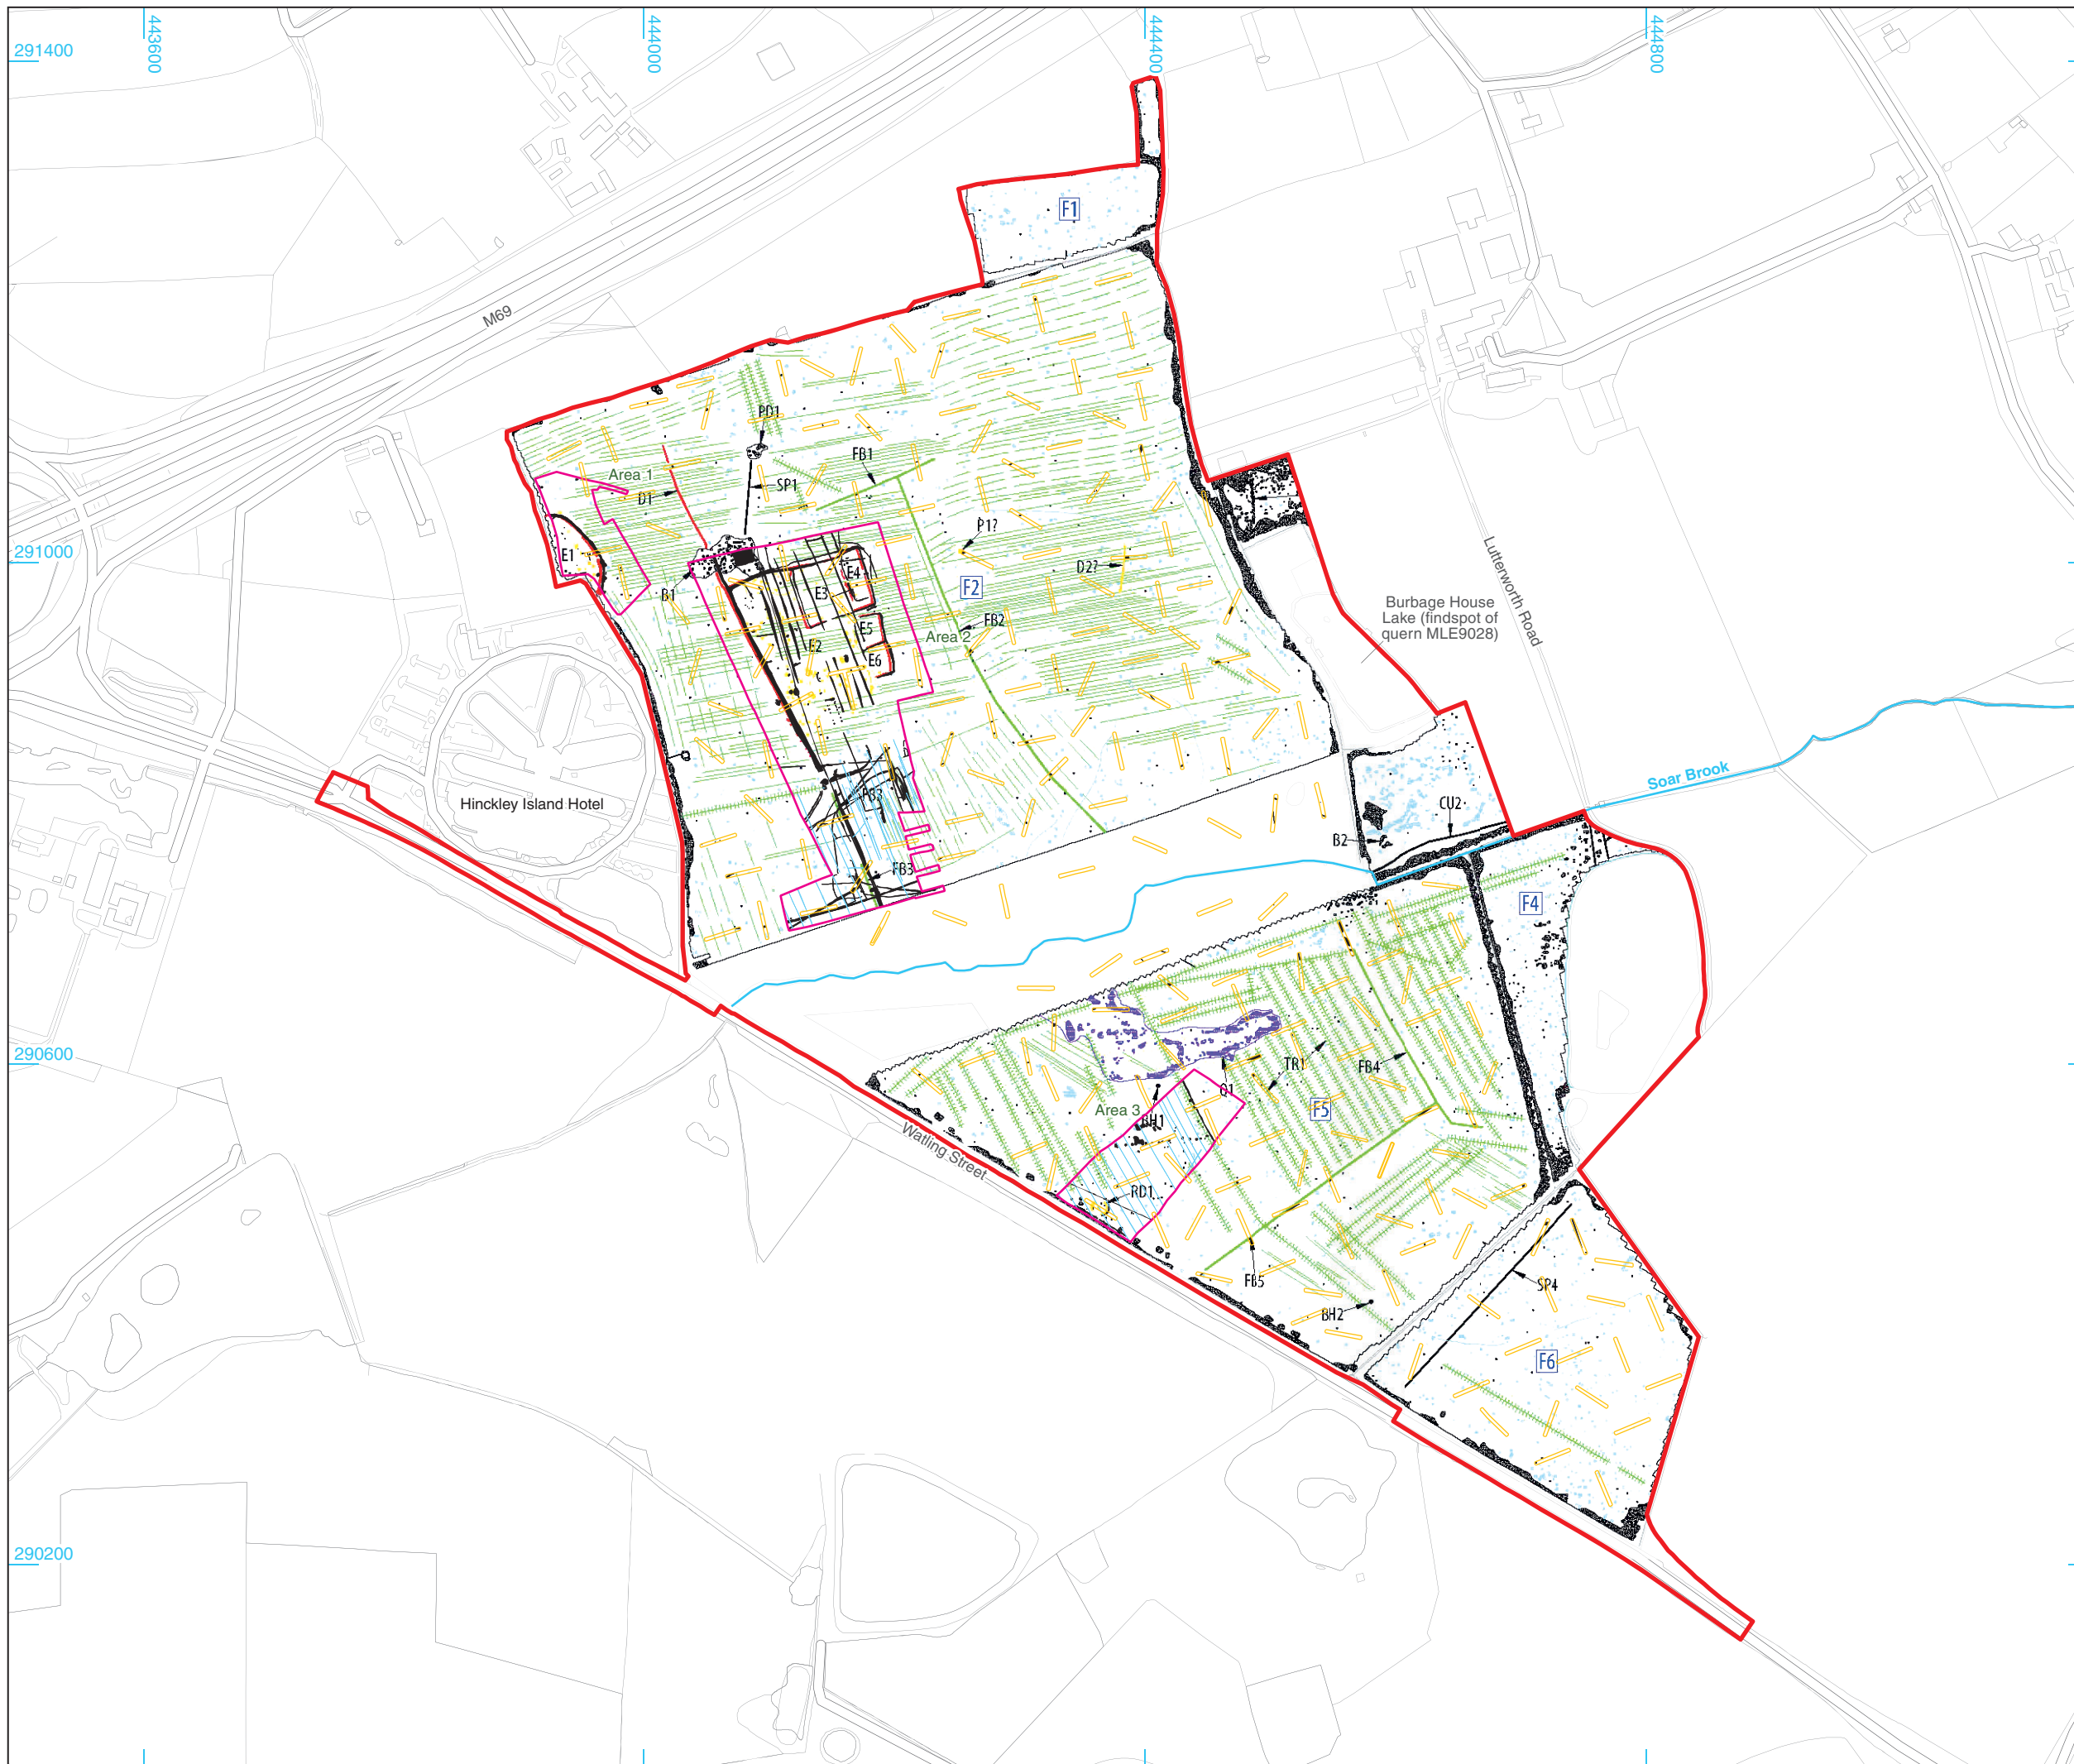 443600
444000
444400
444800
291400
F1
M69
PD1
FB1
Area 1
D1
SP1
P1?
291000
E1
D2?
E4
F2
E3
B1
Lutterworth Road
Burbage House
Lake (findspot of
quern MLE9028)
FB2
E5
Area 2
E2
E6
Soar Brook
Hinckley Island Hotel
FB3
CU2
B2
FB3
F4
290600
TR1
FB4
Q1
Area 3
F5
BH1
Watling Street
RD1
FB5
SP4
BH2
F6
290200